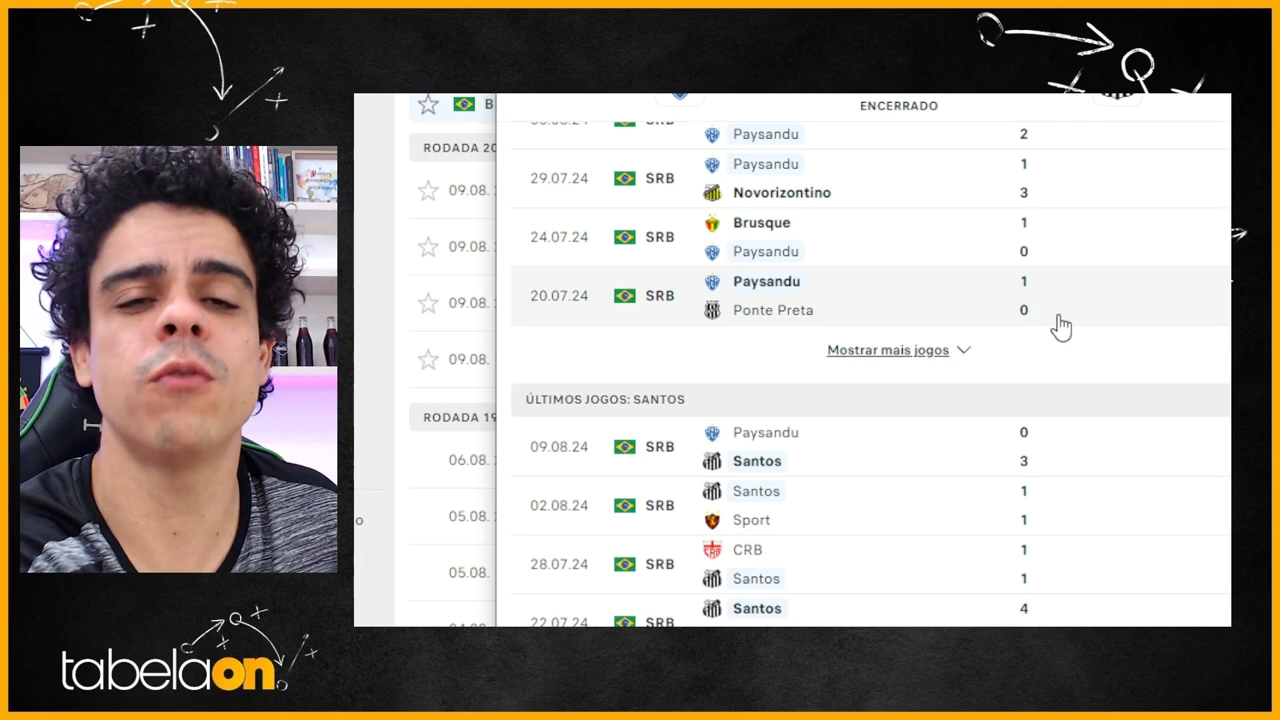 ENCERRADO
B
Paysandu 2
RODADA 20
29.07.24 SRB Paysandu 1
Novorizontino 3
09.08.
24.07.24 SRB Brusque 1
Paysandu 0
09.08.
20.07.24 SRB Paysandu 1
Ponte Preta 0
09.08.
Mostrar mais jogos
09.08.
ÚLTIMOS JOGOS: SANTOS
RODADA 19
09.08.24 SRB Paysandu 0
Santos 3
06.08.
02.08.24 SRB Santos 1
Sport 1
05.08.
o
28.07.24 SRB CRB 1
Santos 1
05.08.
22.07.24 SRB Santos 4
tabelaon